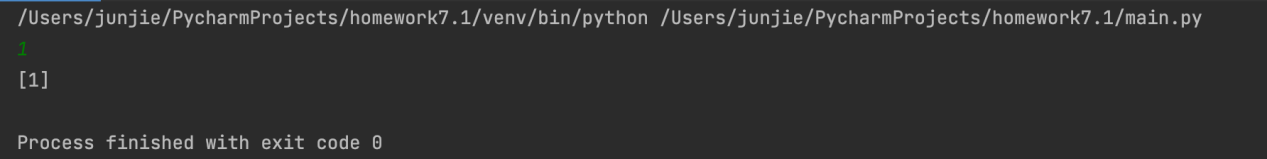 /Users/junjie/PycharmProjects/homework7.1/venv/bin/python /Users/junjie/PycharmProjects/homework7.1/main.py
1
[1]
Process finished with exit code 0